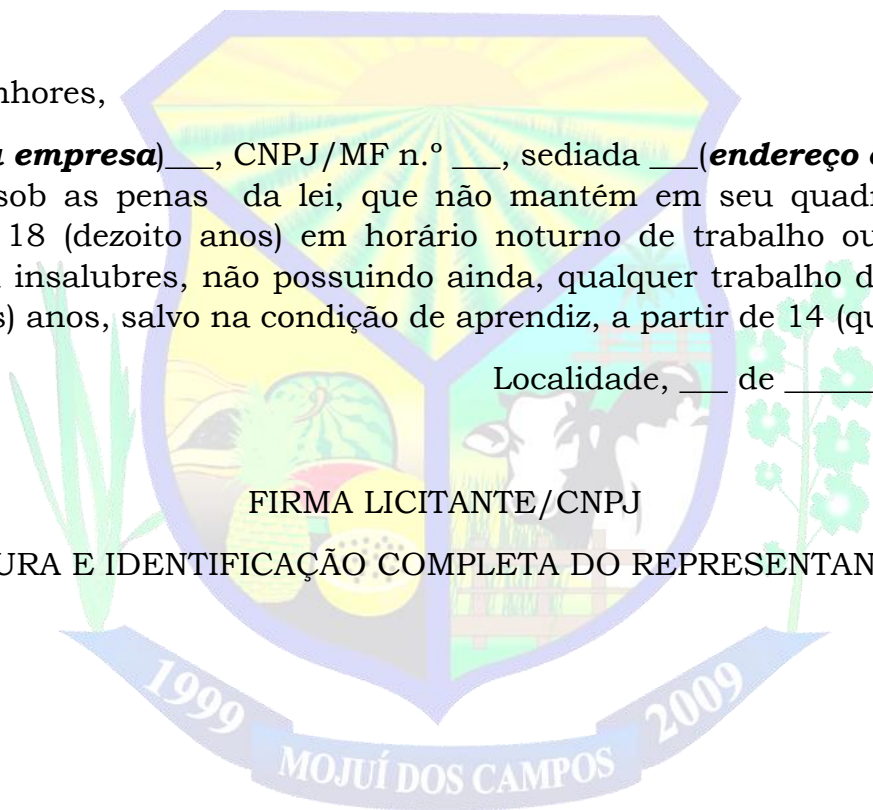 nhores,
a empresa)___, CNPJ/MF n.º ___, sediada ___(endereço c
sob as penas da lei, que não mantém em seu quadr
18 (dezoito anos) em horário noturno de trabalho ou
insalubres, não possuindo ainda, qualquer trabalho d
s) anos, salvo na condição de aprendiz, a partir de 14 (qu
Localidade, ___ de ______
FIRMA LICITANTE/CNPJ
URA E IDENTIFICAÇÃO COMPLETA DO REPRESENTAN
1999
2009
MOJUÍ DOS CAMPOS